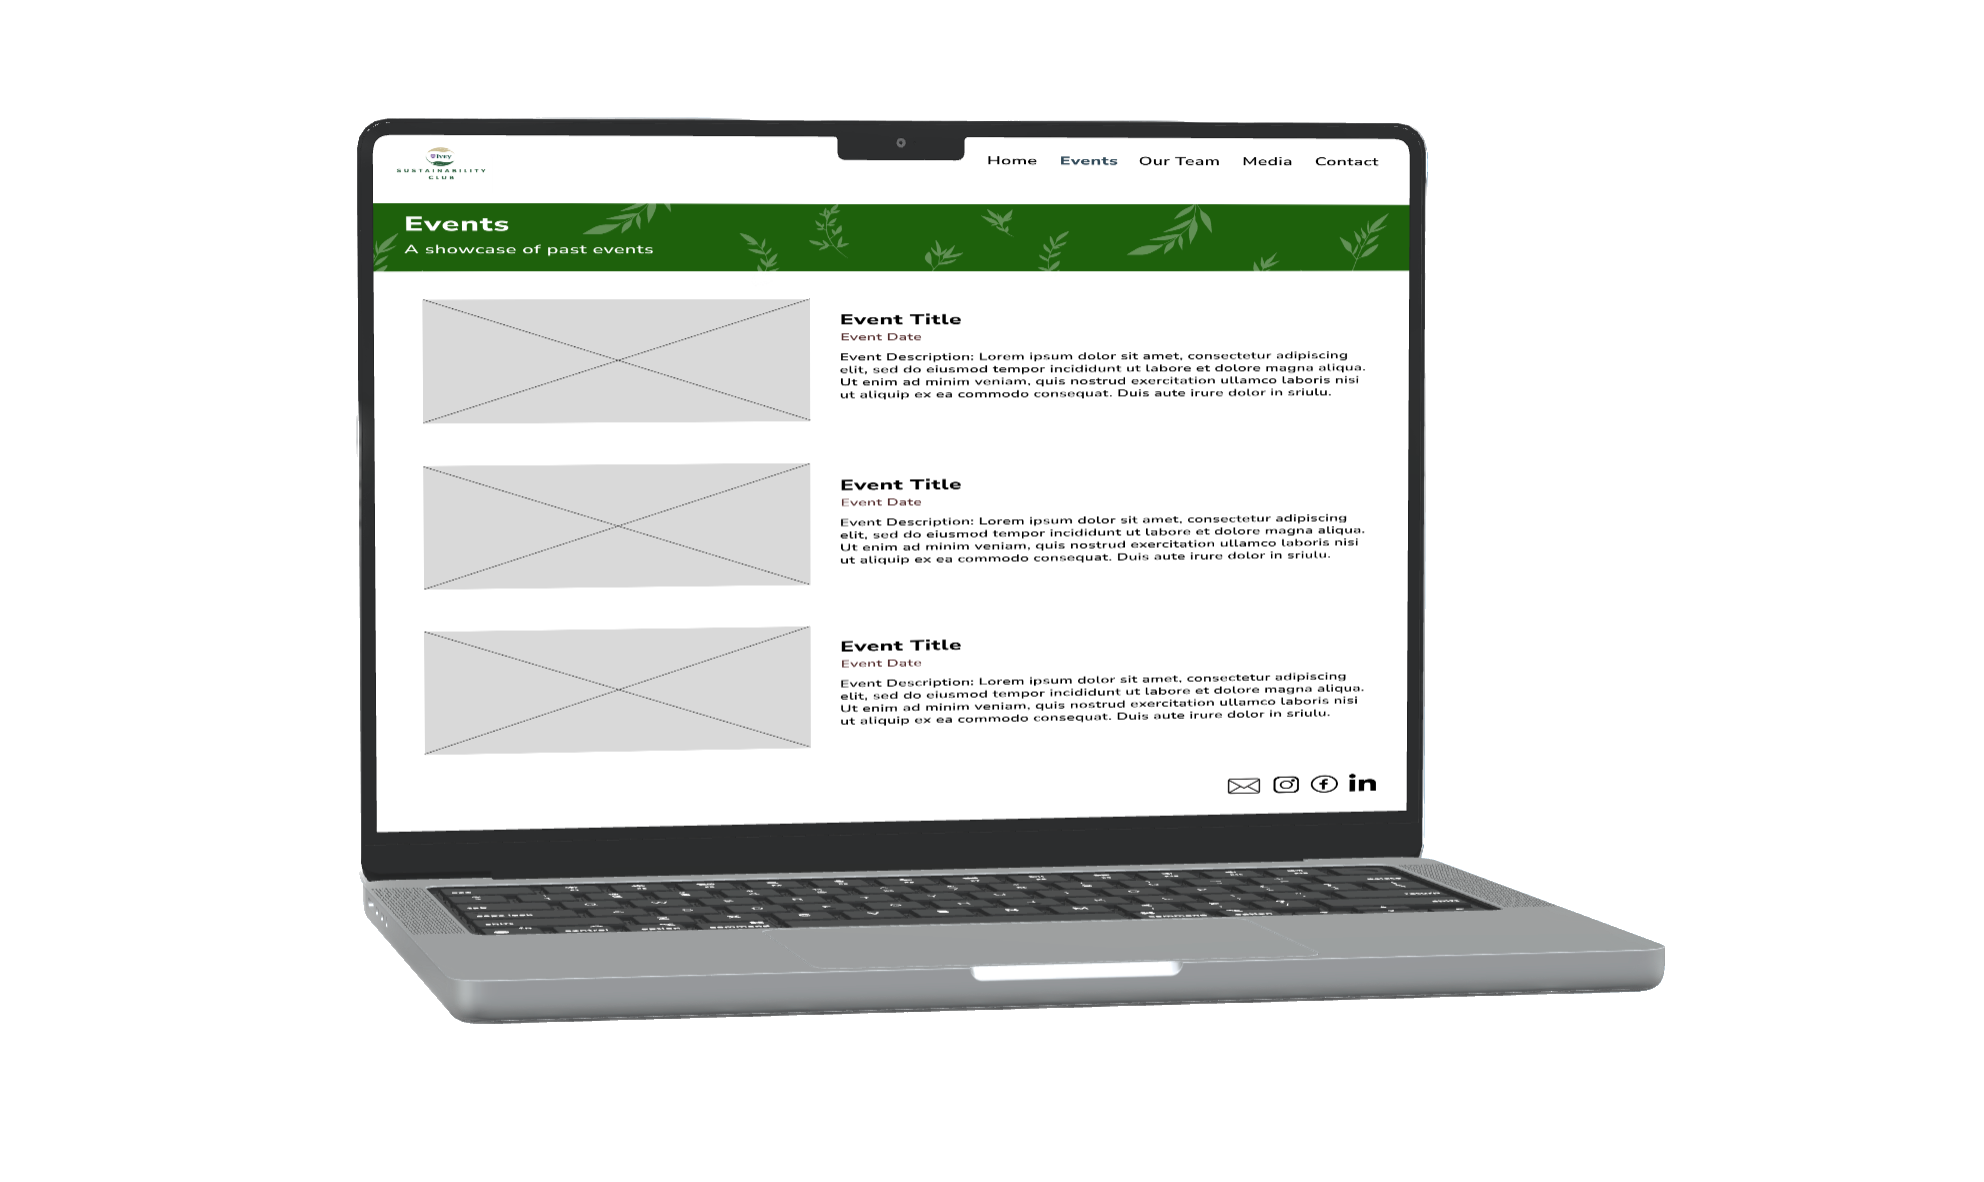 Ivey
SUSTAINABILITY
CLUB
Home Events Our Team Media Contact
Events
A showcase of past events
Event Title
Event Date
Event Description: Lorem ipsum dolor sit amet, consectetur adipiscing
elit, sed do eiusmod tempor incididunt ut labore et dolore magna aliqua.
Ut enim ad minim veniam, quis nostrud exercitation ullamco laboris nisi
ut aliquip ex ea commodo consequat. Duis aute irure dolor in sriulu.
Event Title
Event Date
Event Description: Lorem ipsum dolor sit amet, consectetur adipiscing
elit, sed do eiusmod tempor incididunt ut labore et dolore magna aliqua.
Ut enim ad minim veniam, quis nostrud exercitation ullamco laboris nisi
ut aliquip ex ea commodo consequat. Duis aute irure dolor in sriulu.
Event Title
Event Date
Event Description: Lorem ipsum dolor sit amet, consectetur adipiscing
elit, sed do eiusmod tempor incididunt ut labore et dolore magna aliqua.
Ut enim ad minim veniam, quis nostrud exercitation ullamco laboris nisi
ut aliquip ex ea commodo consequat. Duis aute irure dolor in sriulu.
in